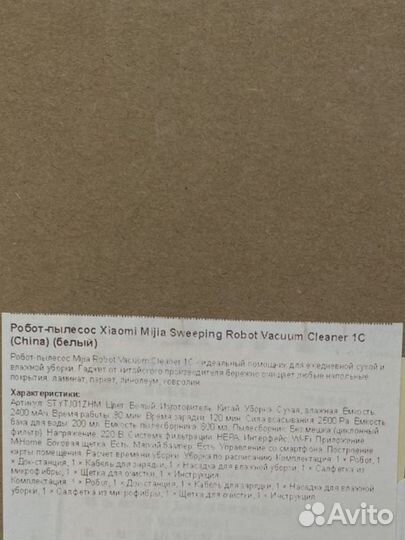 Робот-пылесос Xiaomi Mijia Sweeping Robot Vacuum Cleaner 1C
(China) (белый)
Робот-пылесос Mijia Robot Vacuum Cleaner 1C - идеальный помощник для ежедневной сухой и
влажной уборки. Гаджет от китайского производителя бережно очищает любые напольные
покрытия, ламинат, паркет, линолеум, ковролин.
Характеристики:
Артикул: STYTJ01ZHM. Цвет: Белый. Изготовитель: Китай. Уборка: Сухая, влажная. Емкость:
2400 мАч. Время работы: 90 мин. Время зарядки: 120 мин. Сила всасывания: 2500 Ра. Емкость
бака для воды: 200 мл. Емкость пылесборника: 600 мл. Пылесборник: Без мешка (циклонный
фильтр). Напряжение: 220 В. Система фильтрации: HEPA. Интерфейс: Wi-Fi. Приложение
MiHome. Боковая щетка: Есть. Мягкий бампер: Есть. Управление со смартфона. Построение
карты помещения. Расчет времени уборки. Уборка по расписанию. Комплектация: 1 × Робот, 1
× Док-станция, 1 × Кабель для зарядки, 1 × Насадка для влажной уборки, 1 × Салфетка из
микрофибры, 1 × Щетка для очистки, 1 × Инструкция
Комплектация: 1 × Робот, 1 × Док-станция, 1 × Кабель для зарядки, 1 × Насадка для влажной
уборки, 1 × Салфетка из микрофибры, 1 × Щетка для очистки, 1 × Инструкция
Avito